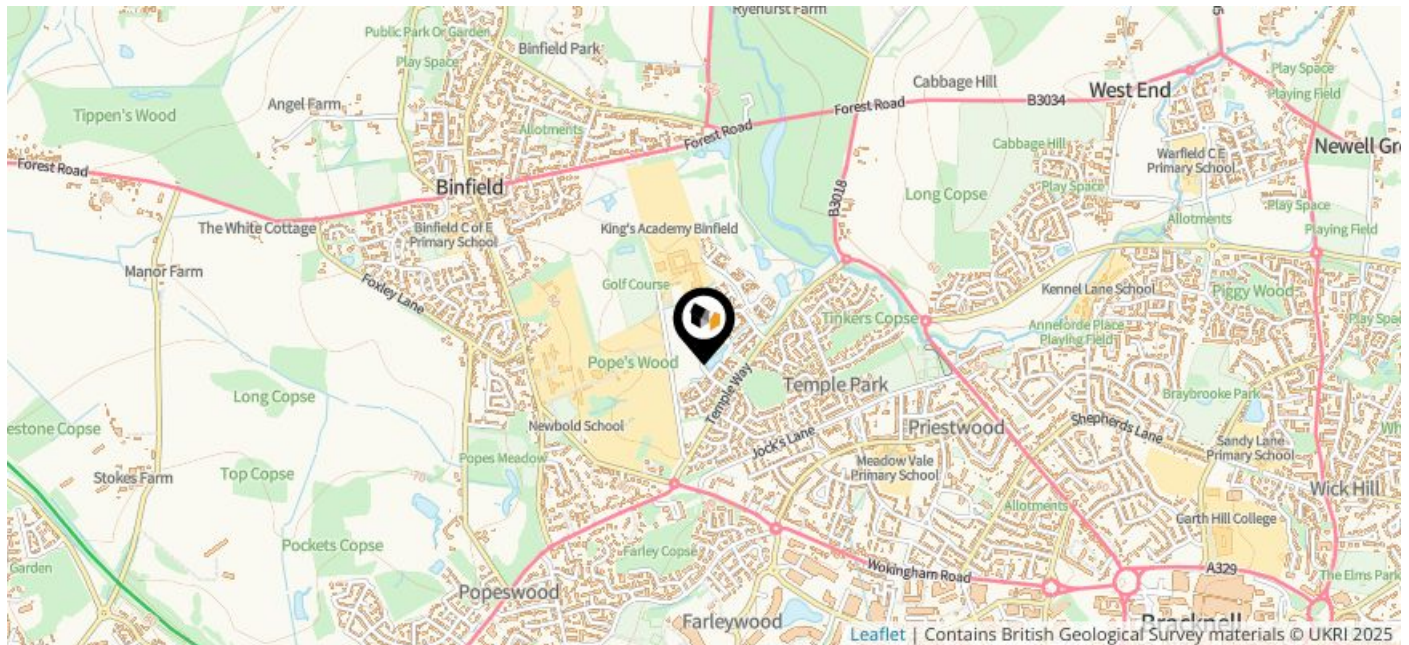 Ryehurst Farm
Public Park Or Garden
Play Space
Binfield Park
Cabbage Hill
West End
Play Space
Playing Field
Tippen's Wood
Angel Farm
Allotments
Forest Road
Forest Road
B3034
Cabbage Hill
Warfield C E
Primary School
Newell Gr
Forest Road
Binfield
B3018
Long Copse
Play Space
Allotments
Play Space
Playing Field
The White Cottage
Binfield C of E
Primary School
King's Academy Binfield
Manor Farm
Foxley Lane
Golf Course
Kennel Lane School
Piggy Wood
Tinkers Copse
Anneforde Place
Playing Field
Play Spac
Pope's Wood
Temple Way
Temple Park
Long Copse
Braybrooke Park
estone Copse
Newbold School
Jock's Lane
Priestwood
Shepherds Lane
Sandy Lane
Primary School
Top Copse
Popes Meadow
Meadow Vale
Primary School
Stokes Farm
Wick Hill
Allotments
Garth Hill College
Pockets Copse
Farley Copse
Garden
Wokingham Road
A329
The Elms Park
Popeswood
Farleywood
Bracknell
Leaflet | Contains British Geological Survey materials © UKRI 2025